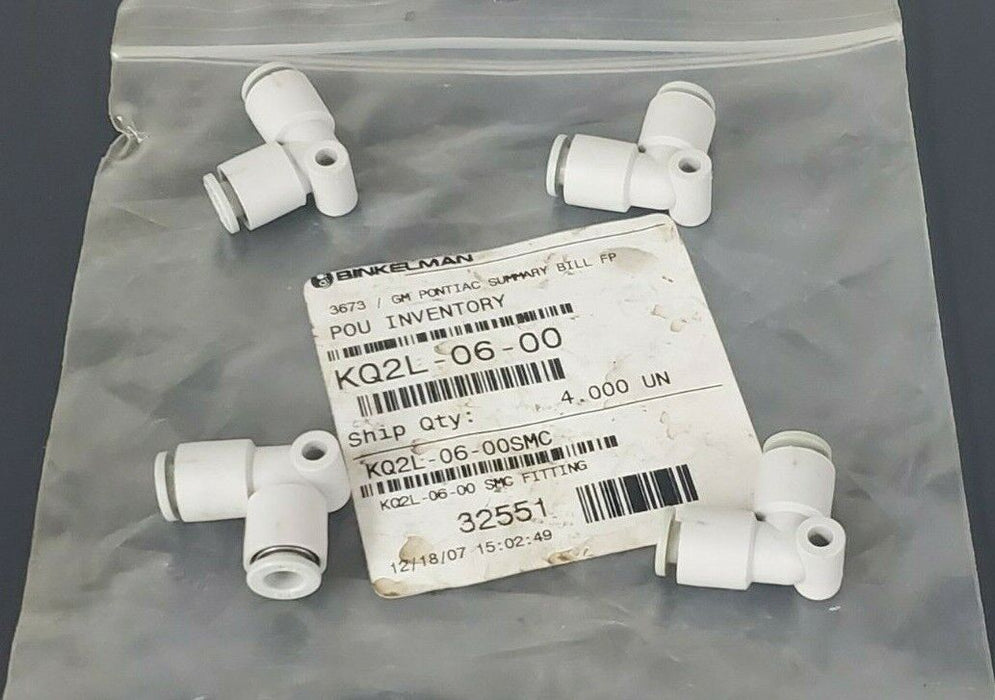 BINKELMAN
3673 / GM PONTIAC SUMMARY BILL FP
POU INVENTORY
KQ2L-06-00
Ship Qty: 4.000 UN
KQ2L-06-00SMC
KQ2L-06-00 SMC FITTING
32551
12/18/07 15:02:49